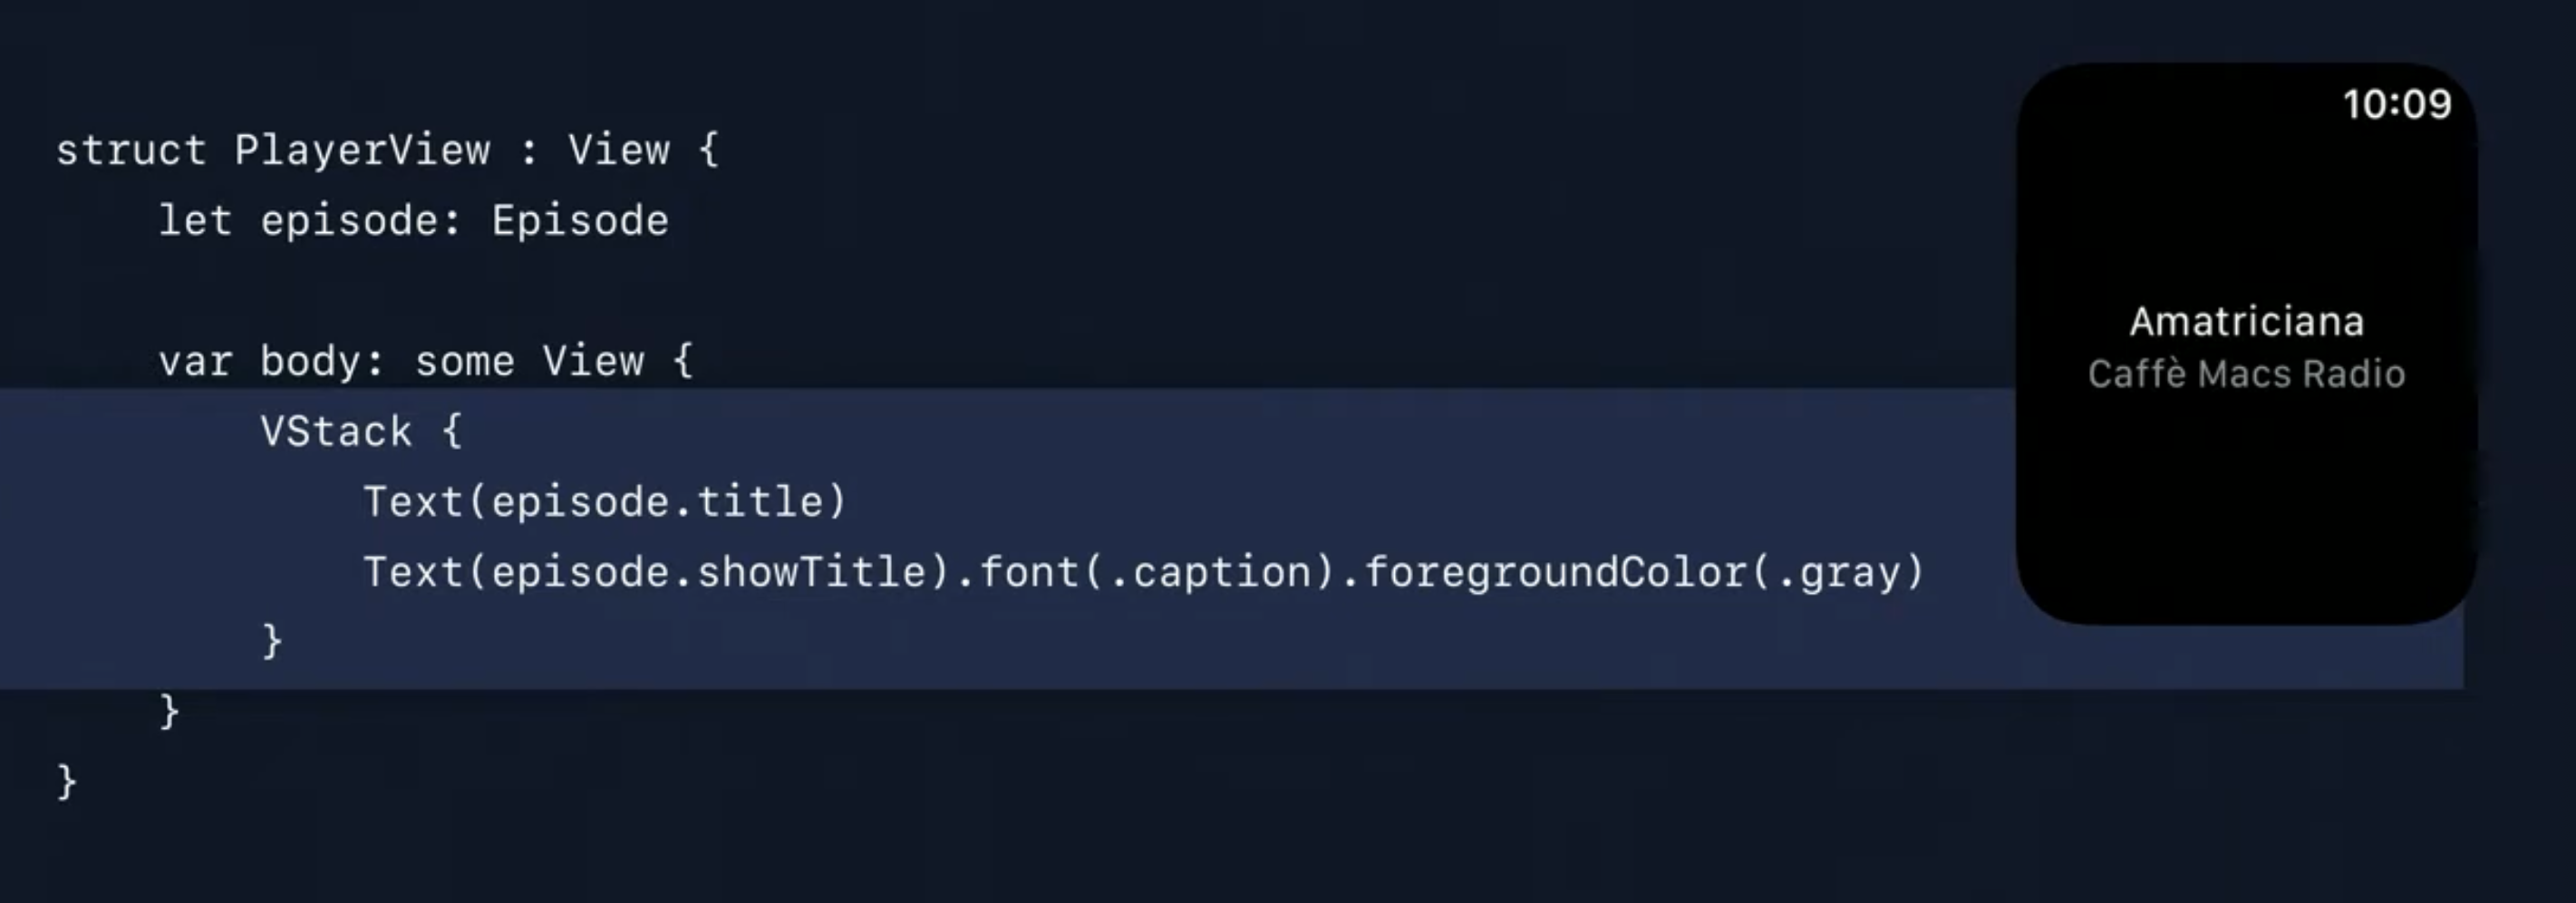 struct PlayerView : View {
    let episode: Episode

    var body: some View {
        VStack {
            Text(episode.title)
            Text(episode.showTitle).font(.caption).foregroundColor(.gray)
        }
    }
}
10:09
Amatriciana
Caffè Macs Radio